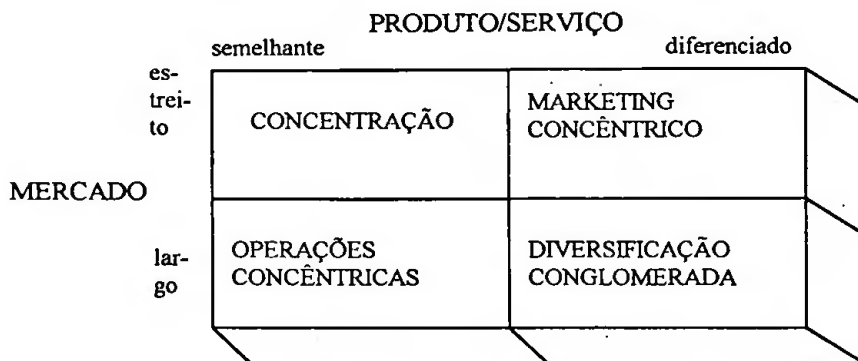 PRODUTO/SERVIÇO
semelhante diferenciado
es-
trei-
to
CONCENTRAÇÃO
MARKETING
CONCÊNTRICO
MERCADO
lar-
go
OPERAÇÕES
CONCÊNTRICAS
DIVERSIFICAÇÃO
CONGLOMERADA